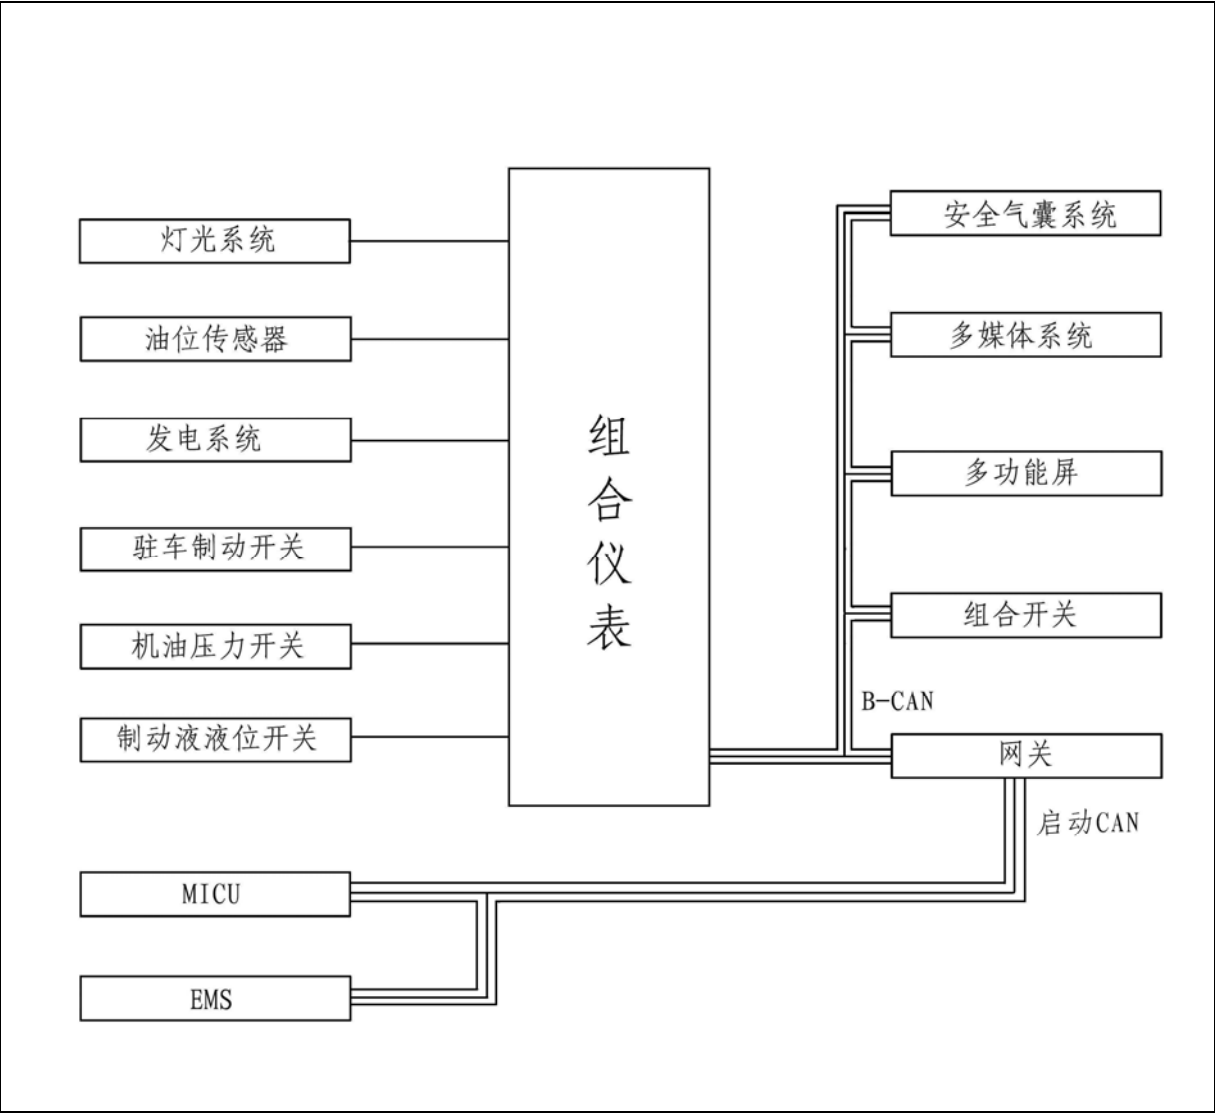 灯光系统
油位传感器
发电系统
驻车制动开关
机油压力开关
制动液液位开关
组合仪表
安全气囊系统
多媒体系统
多功能屏
组合开关
B-CAN
网关
启动CAN
MICU
EMS